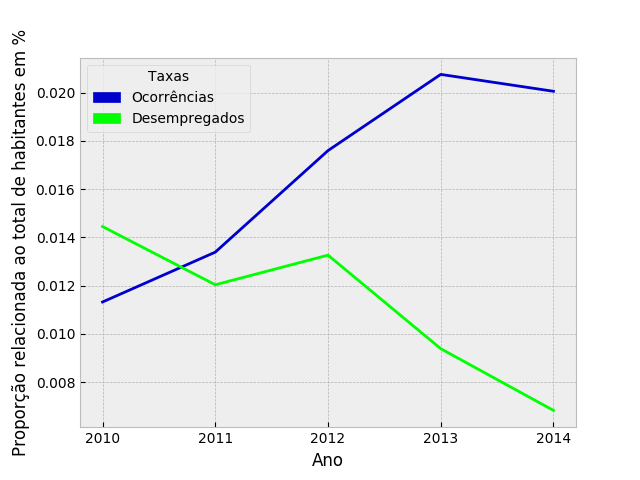 Proporção relacionada ao total de habitantes em %
Taxas
Ocorrências
Desempregados
0.020
0.018
0.016
0.014
0.012
0.010
0.008
2010 2011 2012 2013 2014
Ano